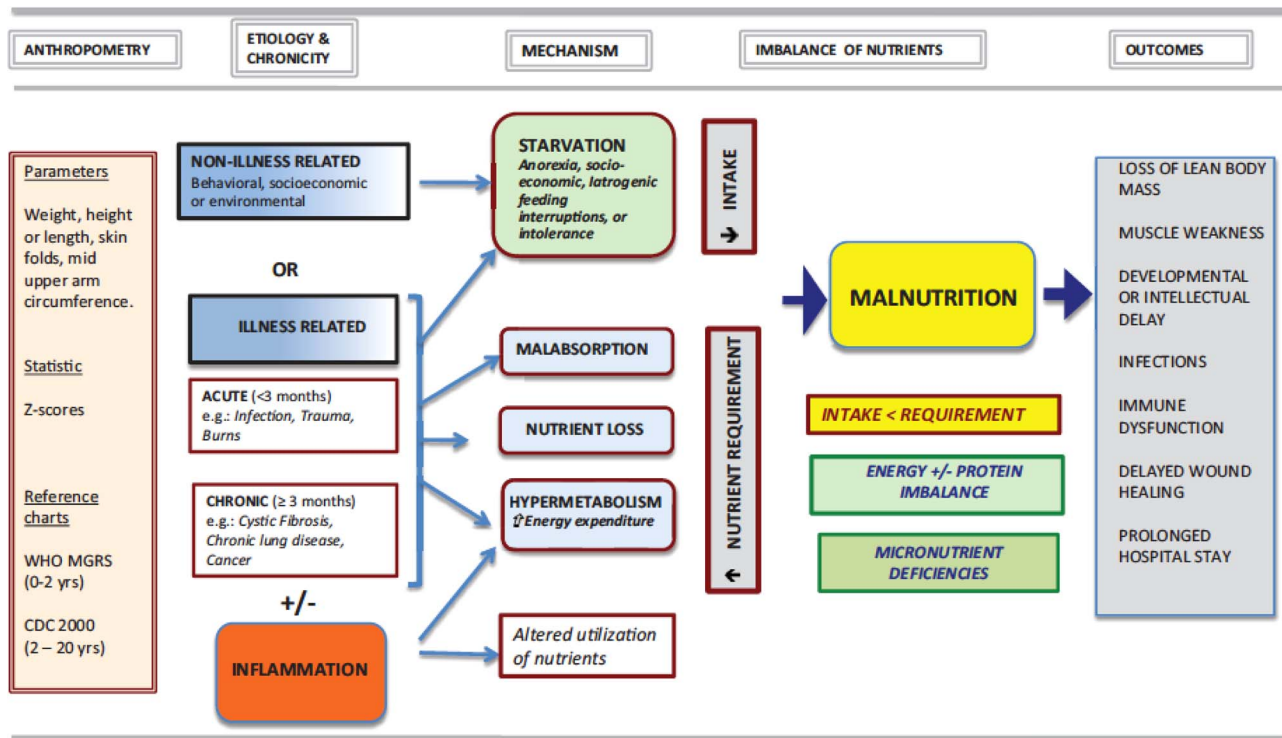 ANTHROPOMETRY
ETIOLOGY &
CHRONICITY
MECHANISM
IMBALANCE OF NUTRIENTS
OUTCOMES
Parameters
Weight, height
or length, skin
folds, mid
upper arm
circumference.
Statistic
Z-scores
Reference
charts
WHO MGRS
(0-2 yrs)
CDC 2000
(2 – 20 yrs)
NON-ILLNESS RELATED
Behavioral, socioeconomic
or environmental
OR
ILLNESS RELATED
ACUTE (<3 months)
e.g.: Infection, Trauma,
Burns
CHRONIC (≥ 3 months)
e.g.: Cystic Fibrosis,
Chronic lung disease,
Cancer
+/-
INFLAMMATION
STARVATION
Anorexia, socio-
economic, Iatrogenic
feeding
interruptions, or
intolerance
MALABSORPTION
NUTRIENT LOSS
HYPERMETABOLISM
⇧Energy expenditure
Altered utilization
of nutrients
→ INTAKE
← NUTRIENT REQUIREMENT
MALNUTRITION
INTAKE < REQUIREMENT
ENERGY +/- PROTEIN
IMBALANCE
MICRONUTRIENT
DEFICIENCIES
LOSS OF LEAN BODY
MASS
MUSCLE WEAKNESS
DEVELOPMENTAL
OR INTELLECTUAL
DELAY
INFECTIONS
IMMUNE
DYSFUNCTION
DELAYED WOUND
HEALING
PROLONGED
HOSPITAL STAY